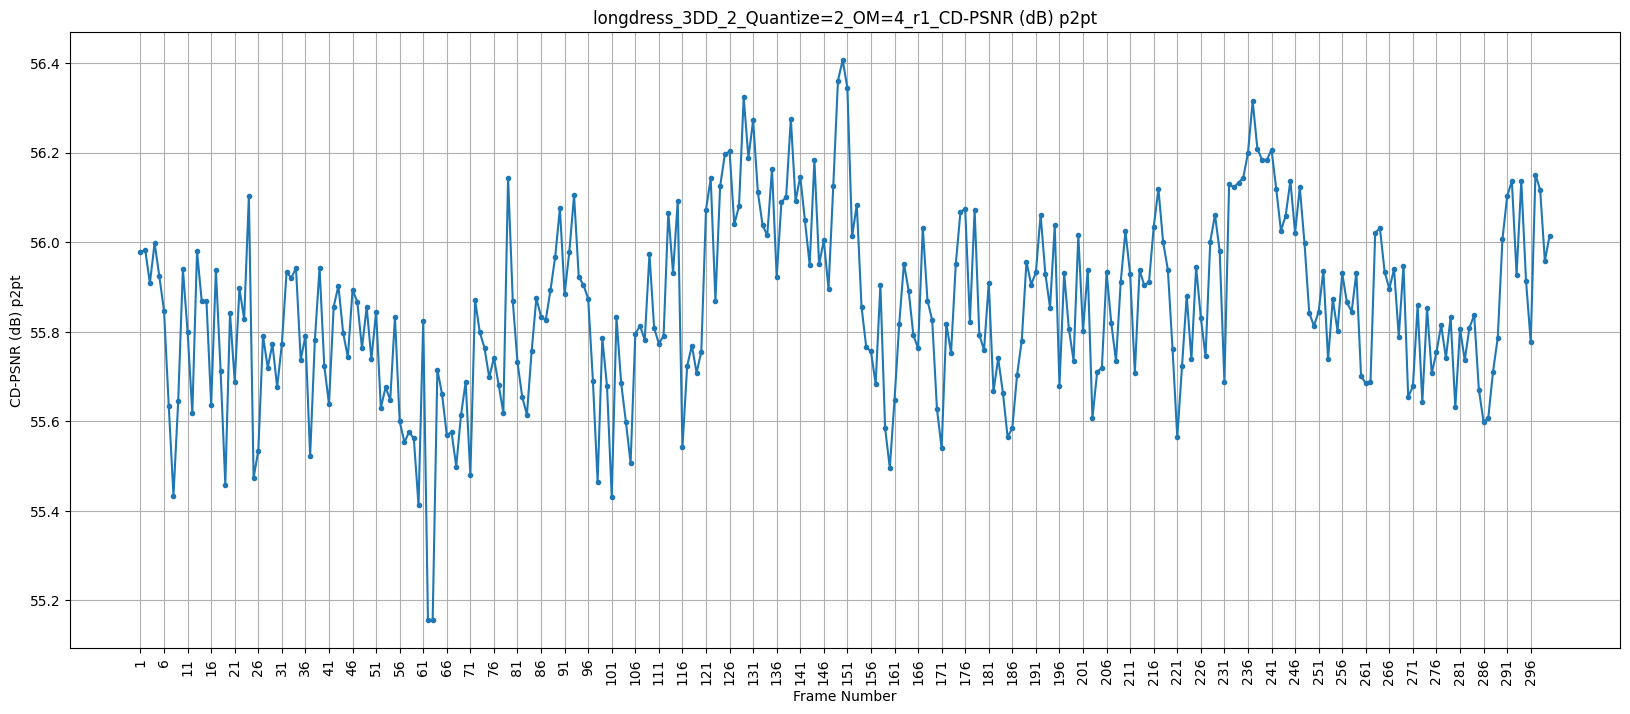 longdress_3DD_2_Quantize=2_OM=4_r1_CD-PSNR (dB) p2pt
CD-PSNR (dB) p2pt
56.4
56.2
56.0
55.8
55.6
55.4
55.2
1 6 11 16 21 26 31 36 41 46 51 56 61 66 71 76 81 86 91 96 101 106 111 116 121 126 131 136 141 146 151 156 161 166 171 176 181 186 191 196 201 206 211 216 221 226 231 236 241 246 251 256 261 266 271 276 281 286 291 296
Frame Number